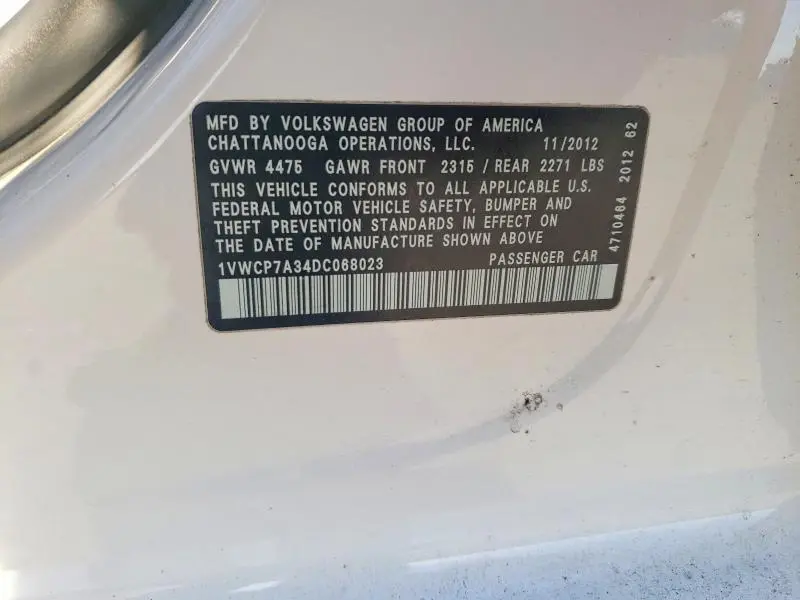 MFD BY VOLKSWAGEN GROUP OF AMERICA
CHATTANOOGA OPERATIONS, LLC. 11/2012
GVWR 4475 GAWR FRONT 2315 / REAR 2271 LBS
THIS VEHICLE CONFORMS TO ALL APPLICABLE U.S.
FEDERAL MOTOR VEHICLE SAFETY, BUMPER AND
THEFT PREVENTION STANDARDS IN EFFECT ON
THE DATE OF MANUFACTURE SHOWN ABOVE
1VWCP7A34DC068023 PASSENGER CAR
4710464 2012 62